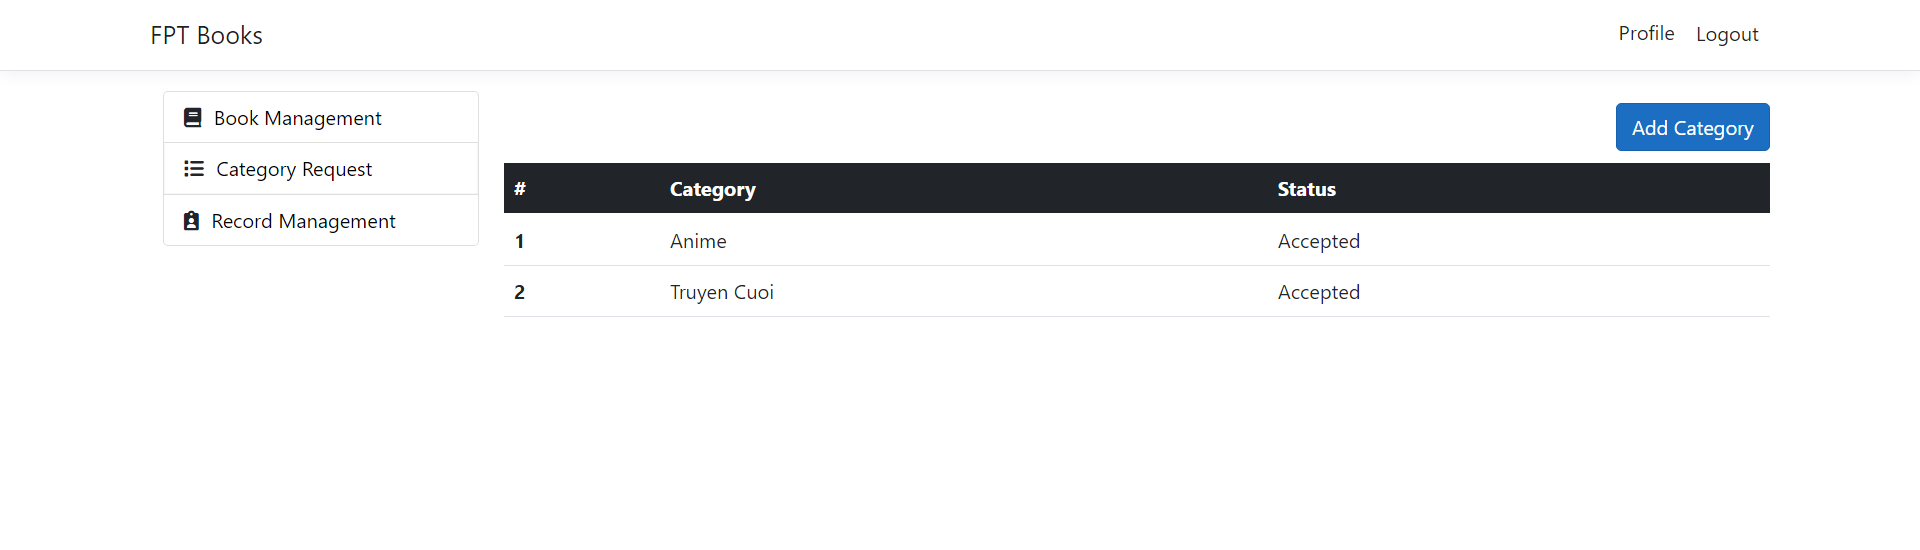 FPT Books
Profile
Logout
Book Management
Category Request
Record Management
Add Category
# Category Status
1 Anime Accepted
2 Truyen Cuoi Accepted